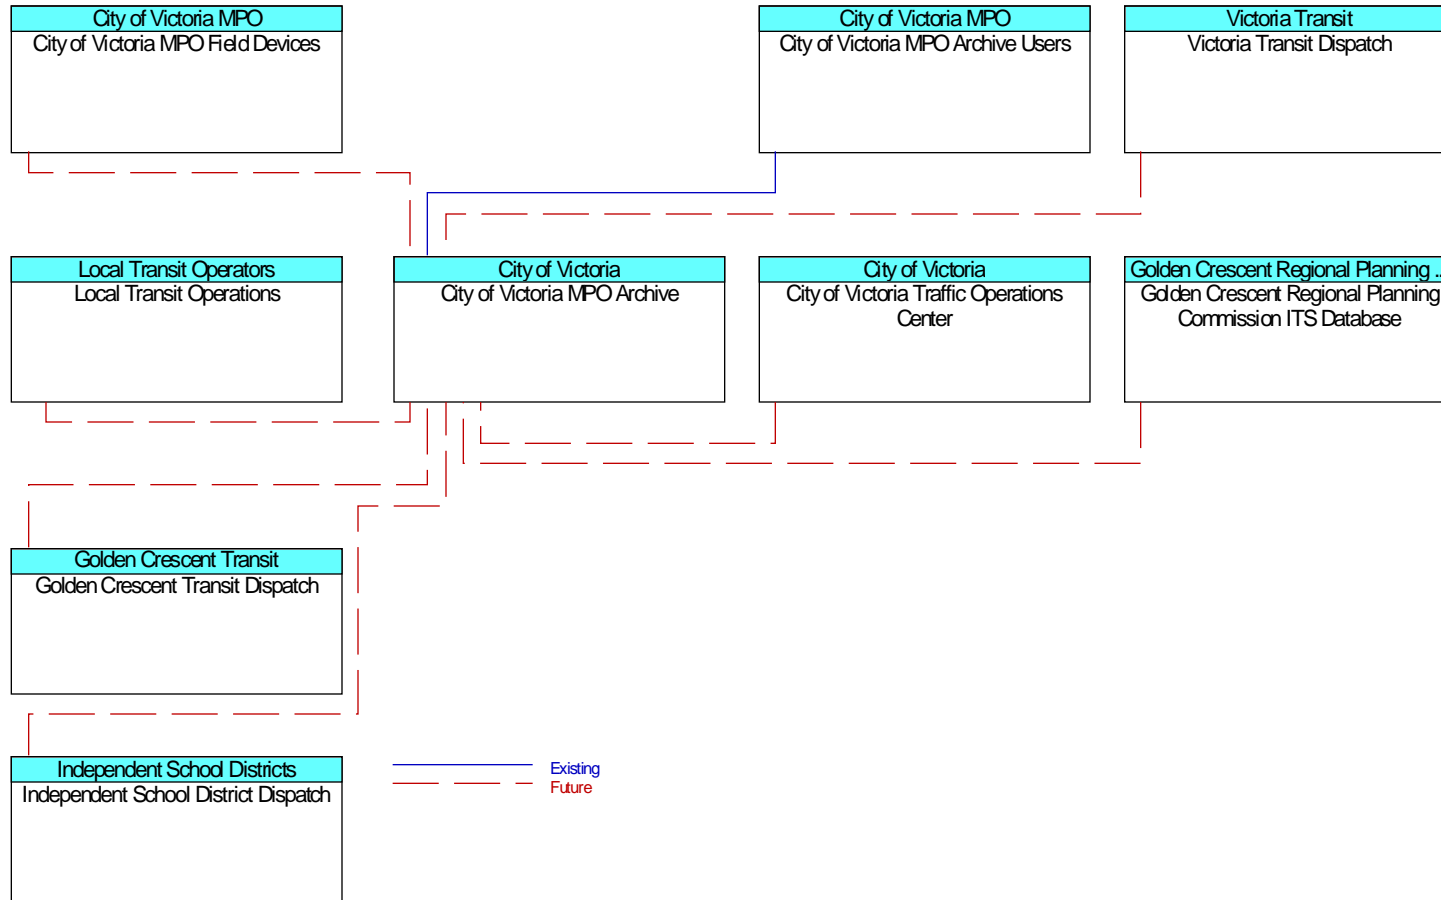 City of Victoria MPO
City of Victoria MPO Field Devices
City of Victoria MPO
City of Victoria MPO Archive Users
Victoria Transit
Victoria Transit Dispatch
Local Transit Operators
Local Transit Operations
City of Victoria
City of Victoria MPO Archive
City of Victoria
City of Victoria Traffic Operations
Center
Golden Crescent Regional Planning ..
Golden Crescent Regional Planning
Commission ITS Database
Golden Crescent Transit
Golden Crescent Transit Dispatch
Independent School Districts
Independent School District Dispatch
Existing
Future